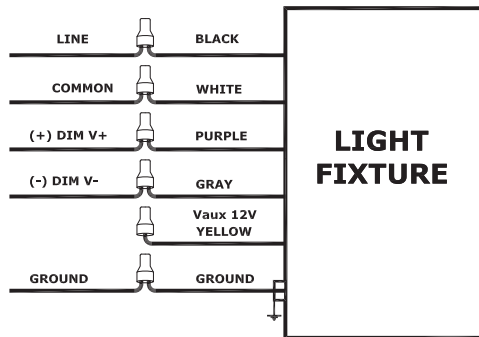 LINE BLACK
COMMON WHITE
(+) DIM V+ PURPLE
LIGHT
FIXTURE
(-) DIM V- GRAY
Vaux 12V
YELLOW
GROUND GROUND